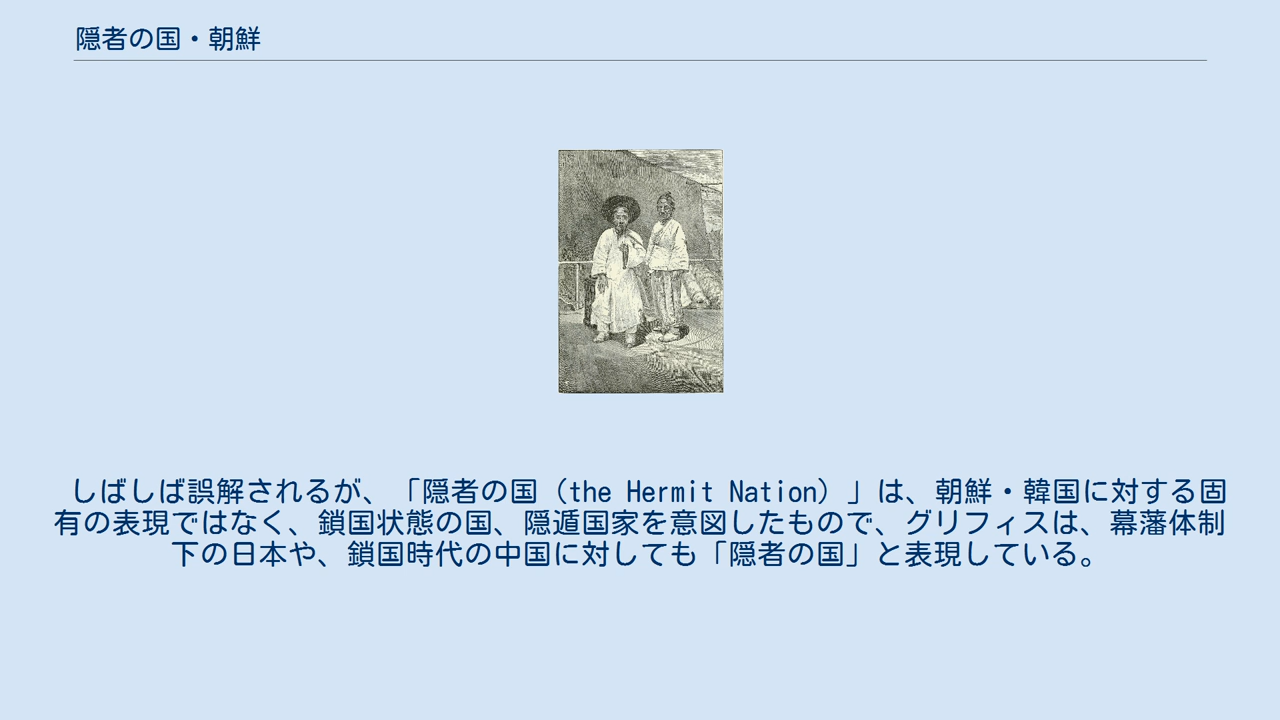 隠者の国・朝鮮
しばしば誤解されるが、「隠者の国（the Hermit Nation）」は、朝鮮・韓国に対する固
有の表現ではなく、鎖国状態の国、隠遁国家を意図したもので、グリフィスは、幕藩体制
下の日本や、鎖国時代の中国に対しても「隠者の国」と表現している。